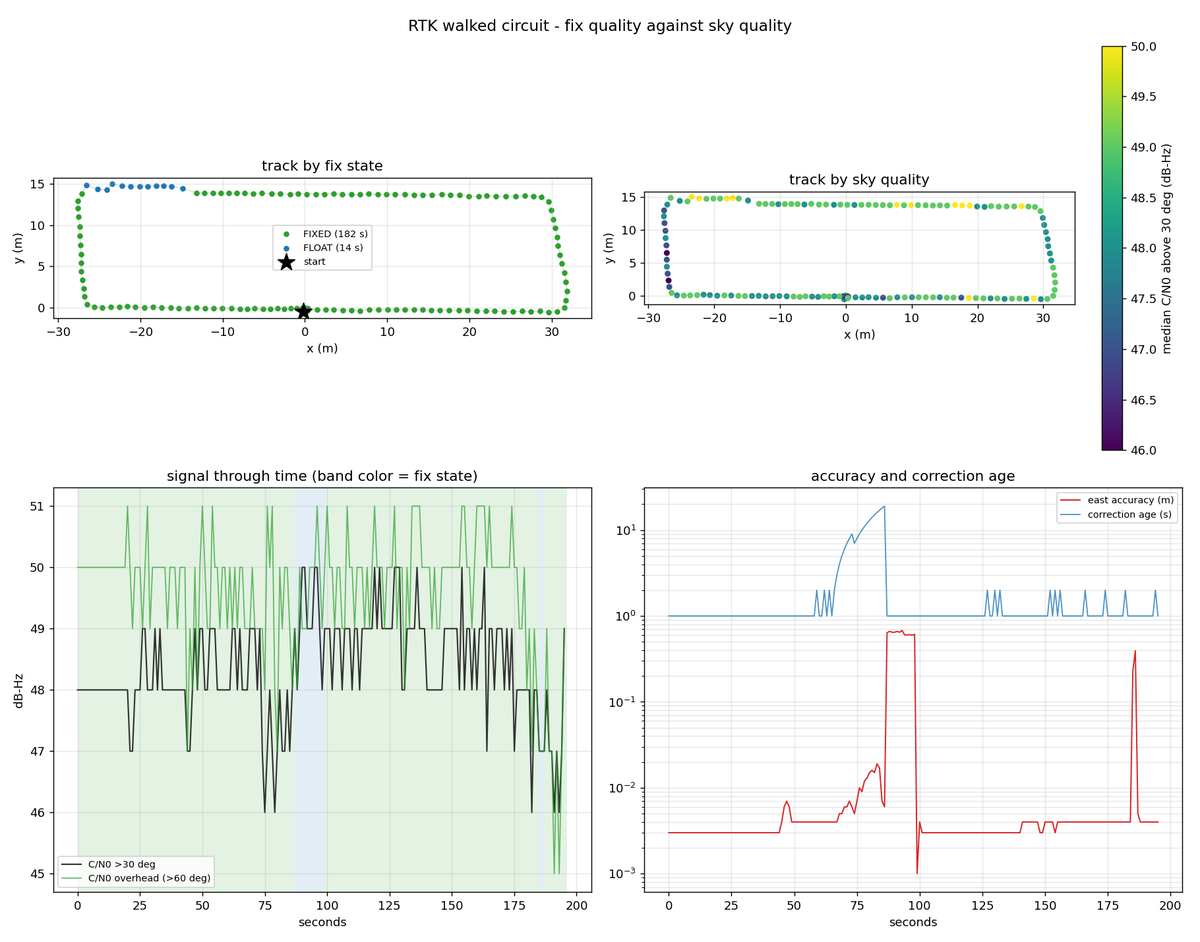 RTK walked circuit - fix quality against sky quality
track by fix state
15
10
5
0
y (m)
FIXED (182 s)
FLOAT (14 s)
start
−30 −20 −10 0 10 20 30
x (m)
track by sky quality
15
10
5
0
y (m)
−30 −20 −10 0 10 20 30
x (m)
50.0
49.5
49.0
48.5
48.0
47.5
47.0
46.5
46.0
median C/N0 above 30 deg (dB-Hz)
signal through time (band color = fix state)
51
50
49
48
47
46
45
dB-Hz
C/N0 >30 deg
C/N0 overhead (>60 deg)
0 25 50 75 100 125 150 175 200
seconds
accuracy and correction age
10¹
10⁰
10⁻¹
10⁻²
10⁻³
east accuracy (m)
correction age (s)
0 25 50 75 100 125 150 175 200
seconds